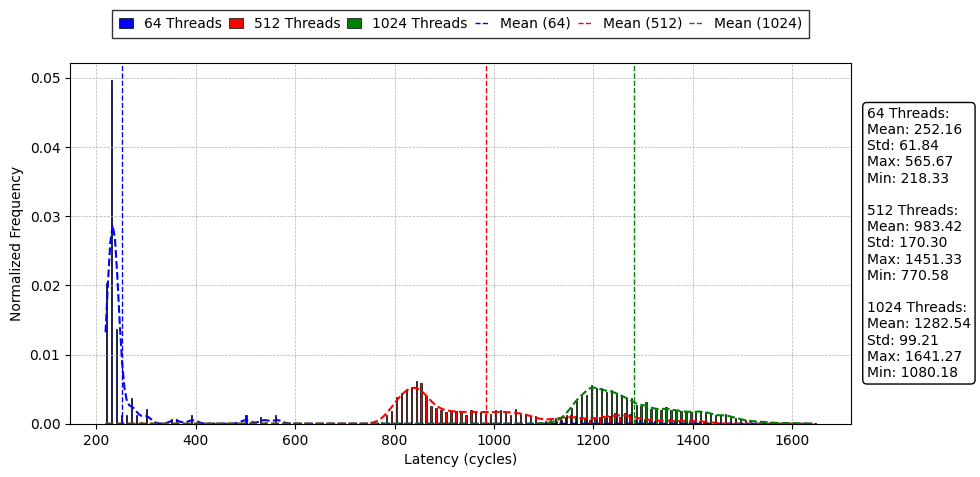 64 Threads 512 Threads 1024 Threads Mean (64) Mean (512) Mean (1024)
0.05
0.04
0.03
0.02
0.01
0.00
Normalized Frequency
200 400 600 800 1000 1200 1400 1600
Latency (cycles)
64 Threads:
Mean: 252.16
Std: 61.84
Max: 565.67
Min: 218.33
512 Threads:
Mean: 983.42
Std: 170.30
Max: 1451.33
Min: 770.58
1024 Threads:
Mean: 1282.54
Std: 99.21
Max: 1641.27
Min: 1080.18